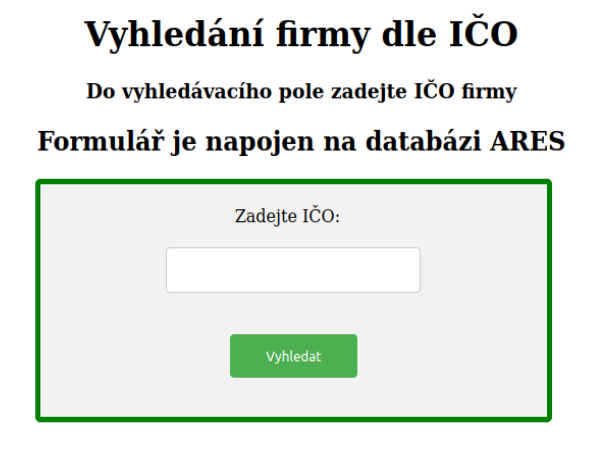 Vyhledání firmy dle IČO
Do vyhledávacího pole zadejte IČO firmy
Formulář je napojen na databázi ARES
Zadejte IČO:
Vyhledat